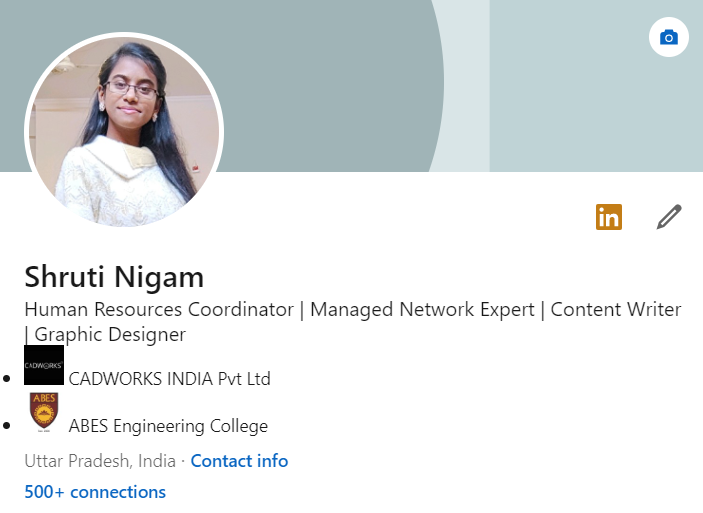 in
Shruti Nigam
Human Resources Coordinator | Managed Network Expert | Content Writer
| Graphic Designer
CADWORKS CADWORKS INDIA Pvt Ltd
ABES
ABES Engineering College
Uttar Pradesh, India · Contact info
500+ connections